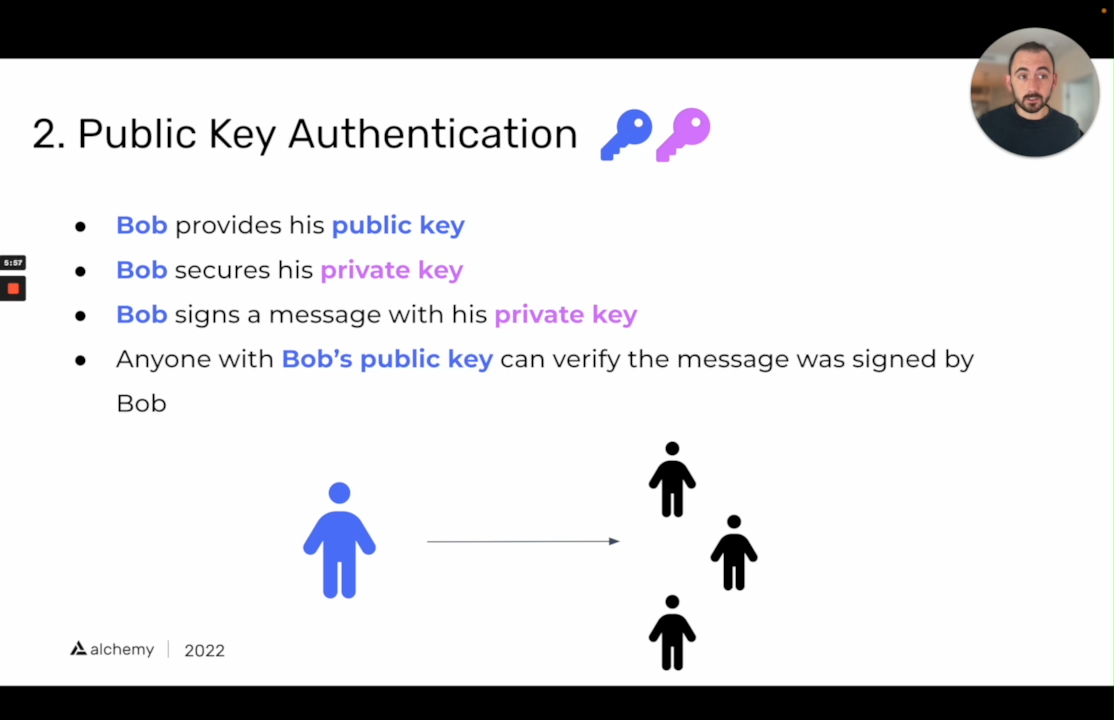 2. Public Key Authentication
● Bob provides his public key
● Bob secures his private key
5:57
● Bob signs a message with his private key
● Anyone with Bob’s public key can verify the message was signed by
Bob
alchemy | 2022